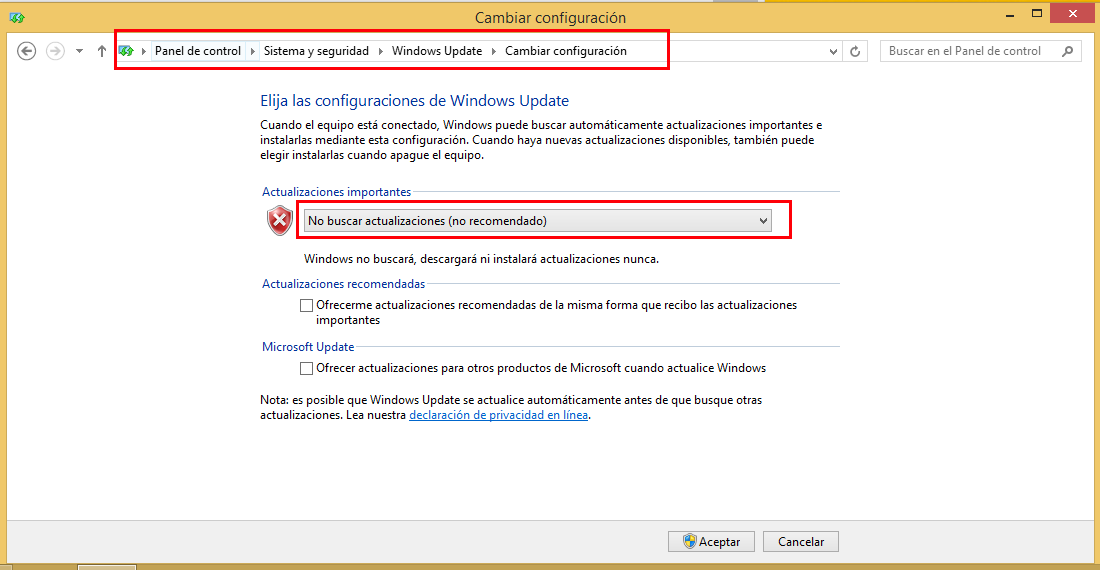 Cambiar configuración
Panel de control Sistema y seguridad Windows Update Cambiar configuración
Buscar en el Panel de control
Elija las configuraciones de Windows Update
Cuando el equipo está conectado, Windows puede buscar automáticamente actualizaciones importantes e
instalarlas mediante esta configuración. Cuando haya nuevas actualizaciones disponibles, también puede
elegir instalarlas cuando apague el equipo.
Actualizaciones importantes
No buscar actualizaciones (no recomendado)
Windows no buscará, descargará ni instalará actualizaciones nunca.
Actualizaciones recomendadas
Ofrecerme actualizaciones recomendadas de la misma forma que recibo las actualizaciones
importantes
Microsoft Update
Ofrecer actualizaciones para otros productos de Microsoft cuando actualice Windows
Nota: es posible que Windows Update se actualice automáticamente antes de que busque otras
actualizaciones. Lea nuestra declaración de privacidad en línea.
Aceptar
Cancelar